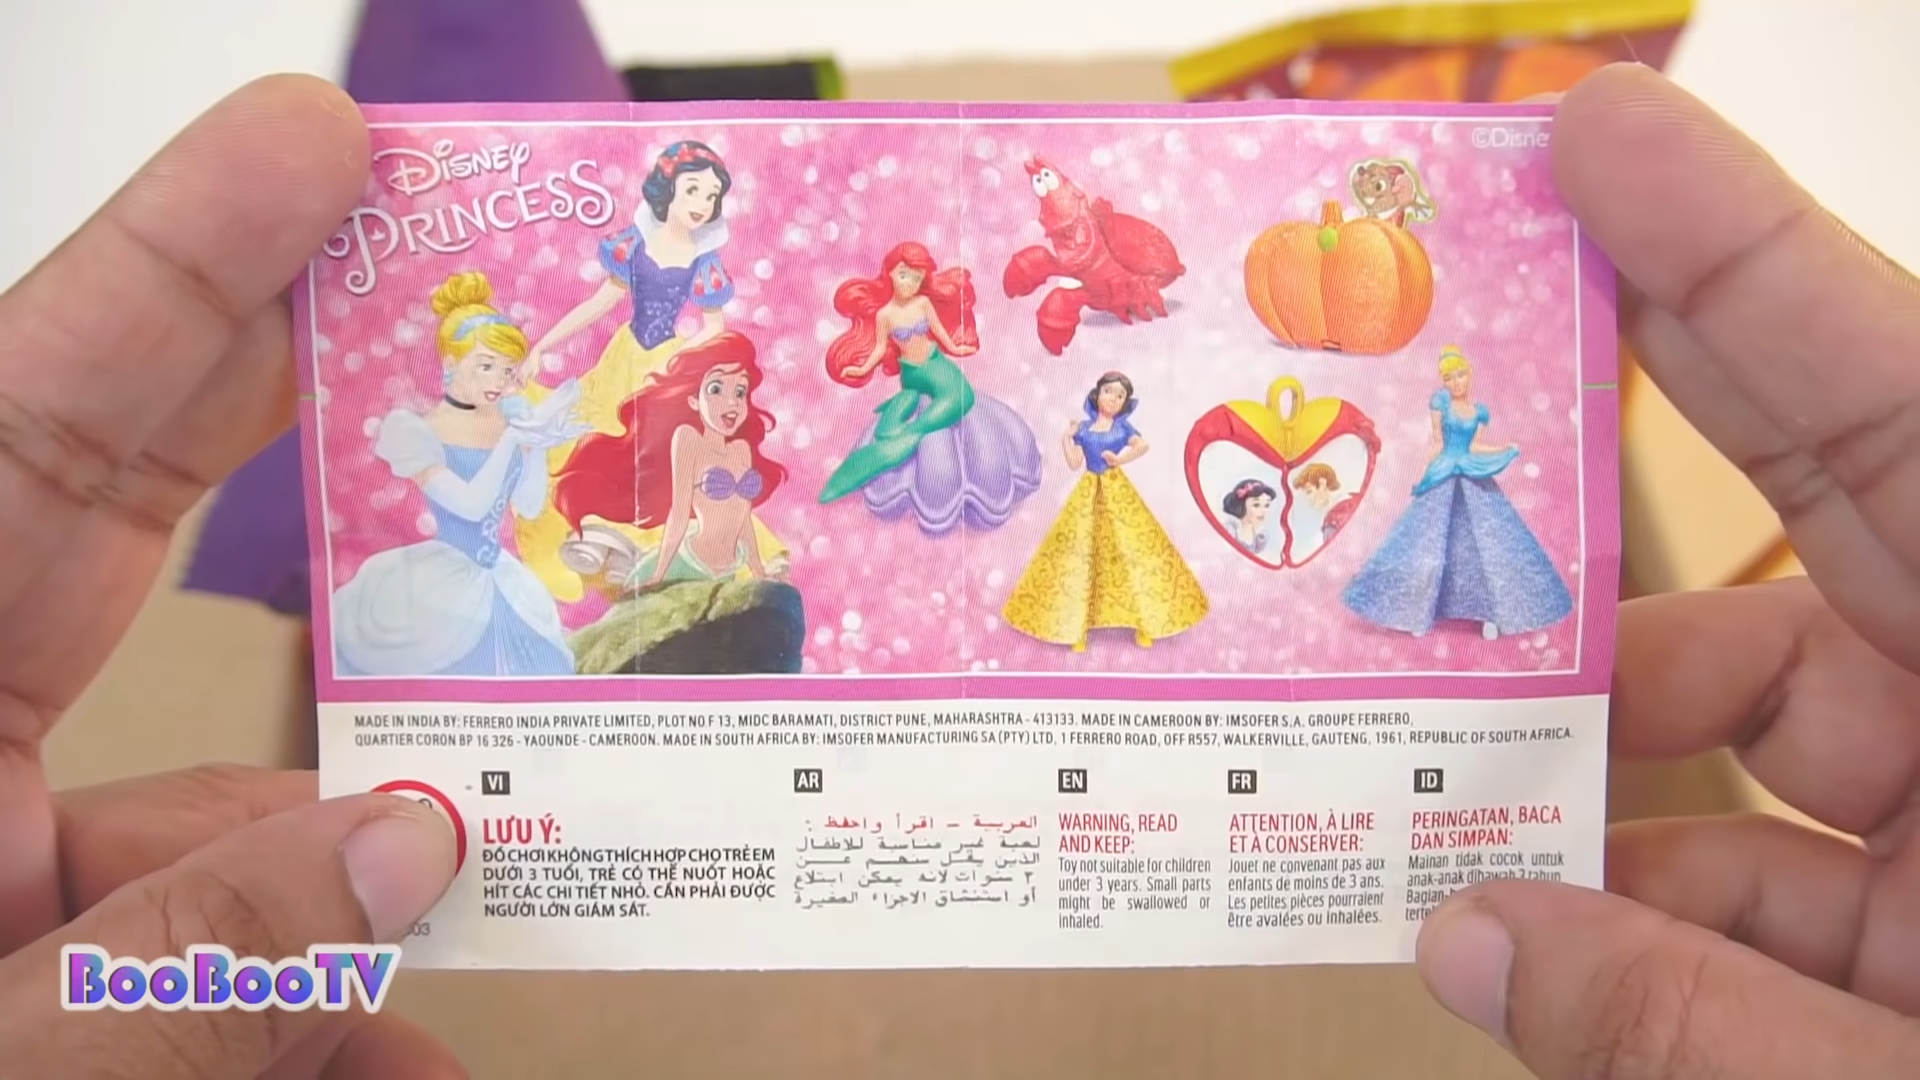 Disney
PRINCESS
©Disne
MADE IN INDIA BY: FERRERO INDIA PRIVATE LIMITED, PLOT NO F 13, MIDC BARAMATI, DISTRICT PUNE, MAHARASHTRA - 413133. MADE IN CAMEROON BY: IMSOFER S.A. GROUPE FERRERO,
QUARTIER CORON BP 16 326 - YAOUNDE - CAMEROON. MADE IN SOUTH AFRICA BY: IMSOFER MANUFACTURING SA (PTY) LTD, 1 FERRERO ROAD, OFF R557, WALKERVILLE, GAUTENG, 1961, REPUBLIC OF SOUTH AFRICA.
VI
LƯU Ý:
ĐỒ CHƠI KHÔNG THÍCH HỢP CHO TRẺ EM
DƯỚI 3 TUỔI, TRẺ CÓ THỂ NUỐT HOẶC
HÍT CÁC CHI TIẾT NHỎ. CẦN PHẢI ĐƯỢC
NGƯỜI LỚN GIÁM SÁT.
AR
العربية - اقرأ واحفظ :
لعبة غير مناسبة للاطفال
الذين يقل سنهم عن
٣ سنوات لانه يمكن ابتلاع
أو استنشاق الاجزاء الصغيرة
EN
WARNING, READ
AND KEEP:
Toy not suitable for children
under 3 years. Small parts
might be swallowed or
inhaled.
FR
ATTENTION, À LIRE
ET À CONSERVER:
Jouet ne convenant pas aux
enfants de moins de 3 ans.
Les petites pièces pourraient
être avalées ou inhalées.
ID
PERINGATAN, BACA
DAN SIMPAN:
Mainan tidak cocok untuk
anak-anak dibawah 3 tahun
Bagian-
03
BooBooTV